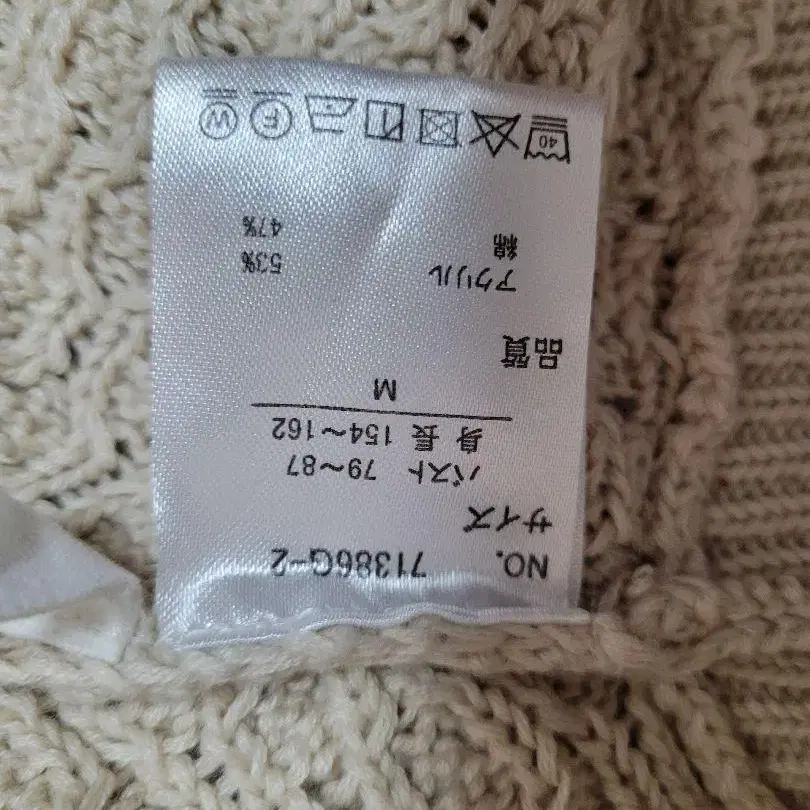 NO. 71386G-2
サイズ
バスト 79~87
身長 154~162
M
品質
アクリル 53%
綿 47%
40
F
W